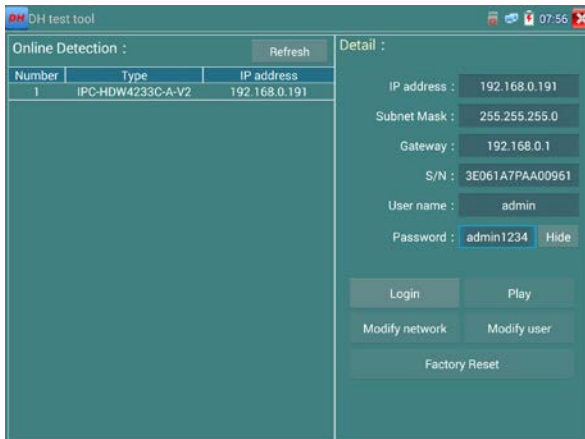 DH DH test tool 07:56
Online Detection : Refresh
Number Type IP address
1 IPC-HDW4233C-A-V2 192.168.0.191
Detail :
IP address : 192.168.0.191
Subnet Mask : 255.255.255.0
Gateway : 192.168.0.1
S/N : 3E061A7PAA00961
User name : admin
Password : admin1234 Hide
Login Play
Modify network Modify user
Factory Reset